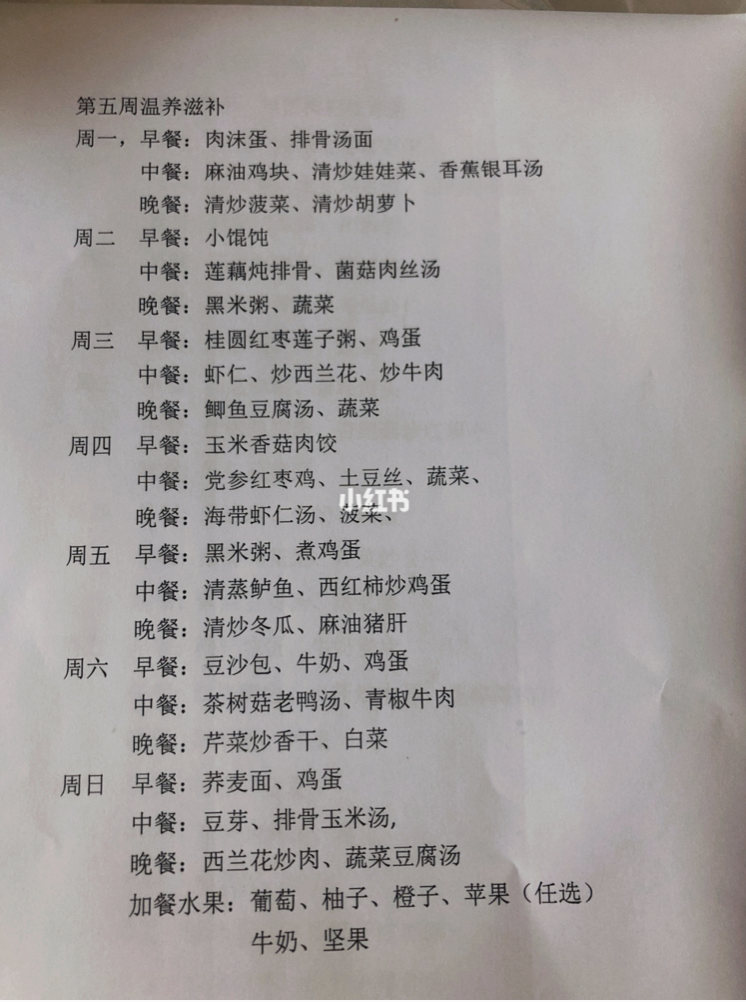 第五周温养滋补
周一，早餐：肉沫蛋、排骨汤面
中餐：麻油鸡块、清炒娃娃菜、香蕉银耳汤
晚餐：清炒菠菜、清炒胡萝卜
周二 早餐：小馄饨
中餐：莲藕炖排骨、菌菇肉丝汤
晚餐：黑米粥、蔬菜
周三 早餐：桂圆红枣莲子粥、鸡蛋
中餐：虾仁、炒西兰花、炒牛肉
晚餐：鲫鱼豆腐汤、蔬菜
周四 早餐：玉米香菇肉饺
中餐：党参红枣鸡、土豆丝、蔬菜、
小红书
晚餐：海带虾仁汤、菠菜、
周五 早餐：黑米粥、煮鸡蛋
中餐：清蒸鲈鱼、西红柿炒鸡蛋
晚餐：清炒冬瓜、麻油猪肝
周六 早餐：豆沙包、牛奶、鸡蛋
中餐：茶树菇老鸭汤、青椒牛肉
晚餐：芹菜炒香干、白菜
周日 早餐：荞麦面、鸡蛋
中餐：豆芽、排骨玉米汤,
晚餐：西兰花炒肉、蔬菜豆腐汤
加餐水果：葡萄、柚子、橙子、苹果（任选）
牛奶、坚果